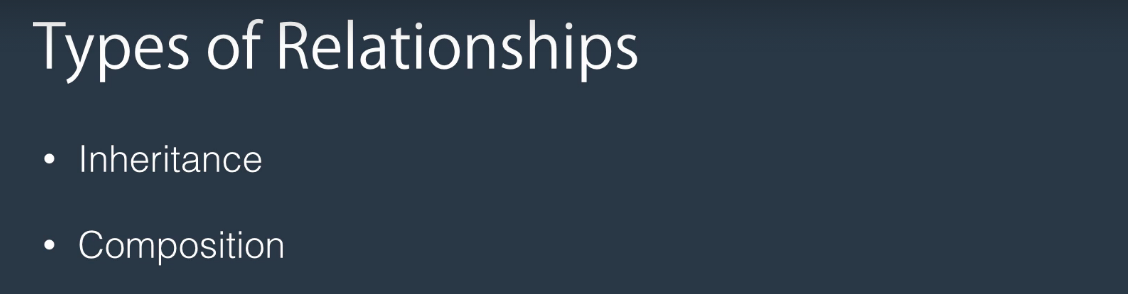 Types of Relationships
• Inheritance
• Composition